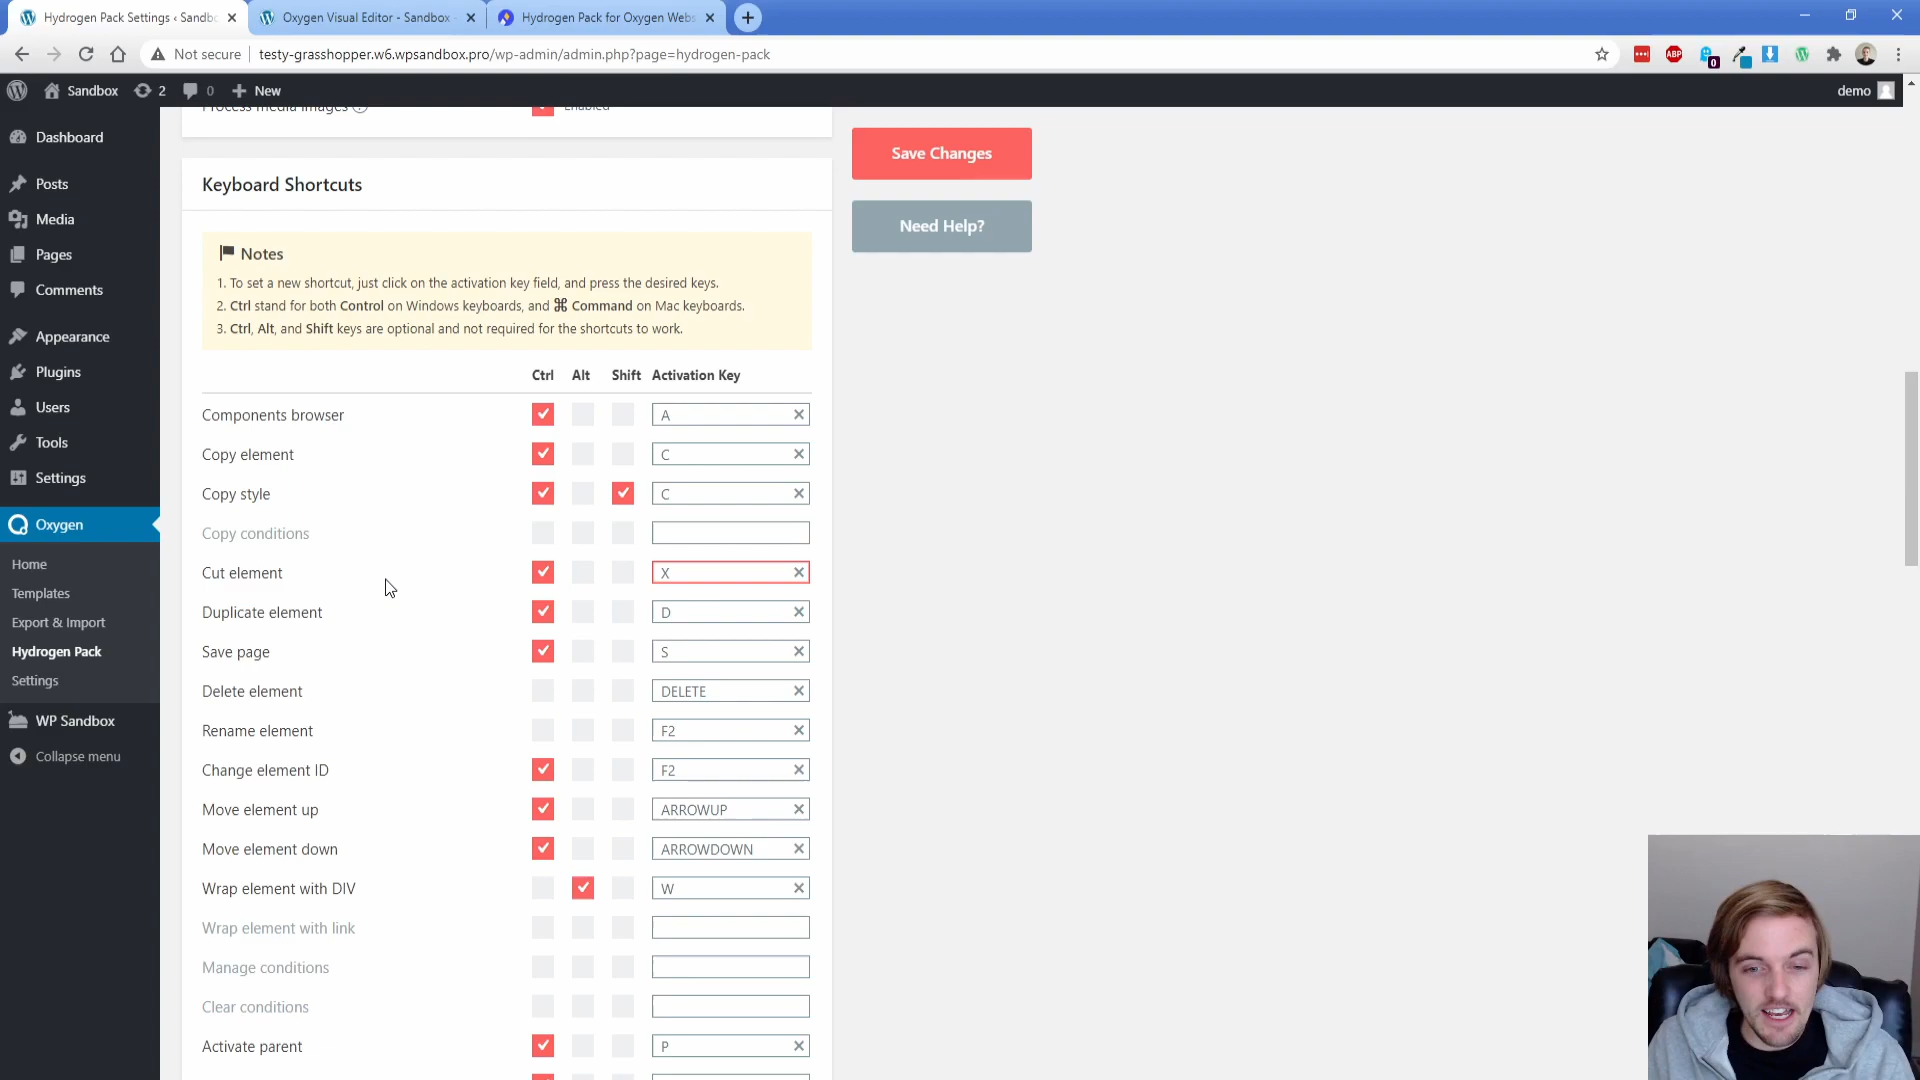 Hydrogen Pack Settings ‹ Sandbo
Oxygen Visual Editor - Sandbox -
Hydrogen Pack for Oxygen Webs
Not secure
testy-grasshopper.w6.wpsandbox.pro/wp-admin/admin.php?page=hydrogen-pack
ABP
0
Sandbox
2
0
New
demo
Dashboard
Posts
Media
Pages
Comments
Appearance
Plugins
Users
Tools
Settings
Oxygen
Home
Templates
Export & Import
Hydrogen Pack
Settings
WP Sandbox
Collapse menu
Process media images
Enabled
Keyboard Shortcuts
Notes
1. To set a new shortcut, just click on the activation key field, and press the desired keys.
2. Ctrl stand for both Control on Windows keyboards, and ⌘ Command on Mac keyboards.
3. Ctrl, Alt, and Shift keys are optional and not required for the shortcuts to work.
Ctrl Alt Shift Activation Key
Components browser A
Copy element C
Copy style C
Copy conditions
Cut element X
Duplicate element D
Save page S
Delete element DELETE
Rename element F2
Change element ID F2
Move element up ARROWUP
Move element down ARROWDOWN
Wrap element with DIV W
Wrap element with link
Manage conditions
Clear conditions
Activate parent P
Save Changes
Need Help?